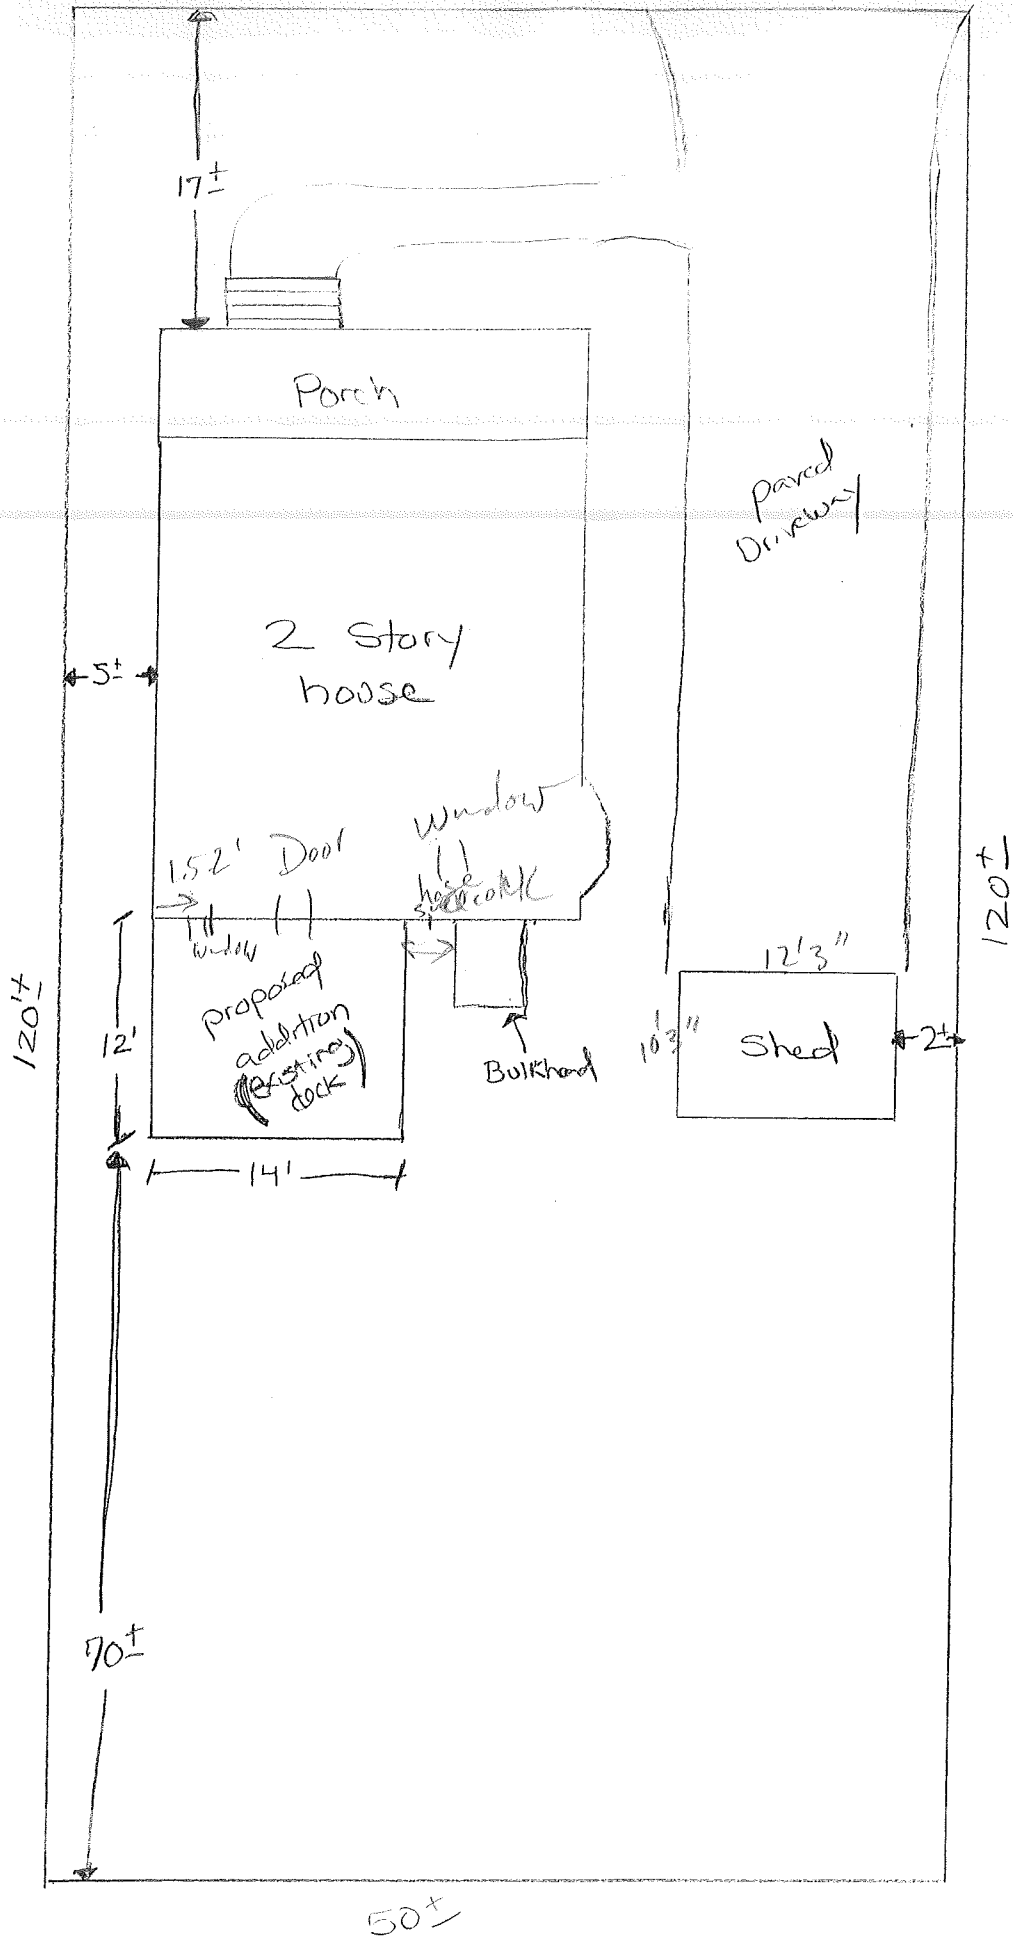 17±
Porch
paved
Driveway
2 Story
house
5±
Window
1.52'
Door
window
proposed
addition
(existing)
deck
12'
14'
Bulkhead
12'3"
10'3"
Shed
2±
120'±
120±
70±
50±